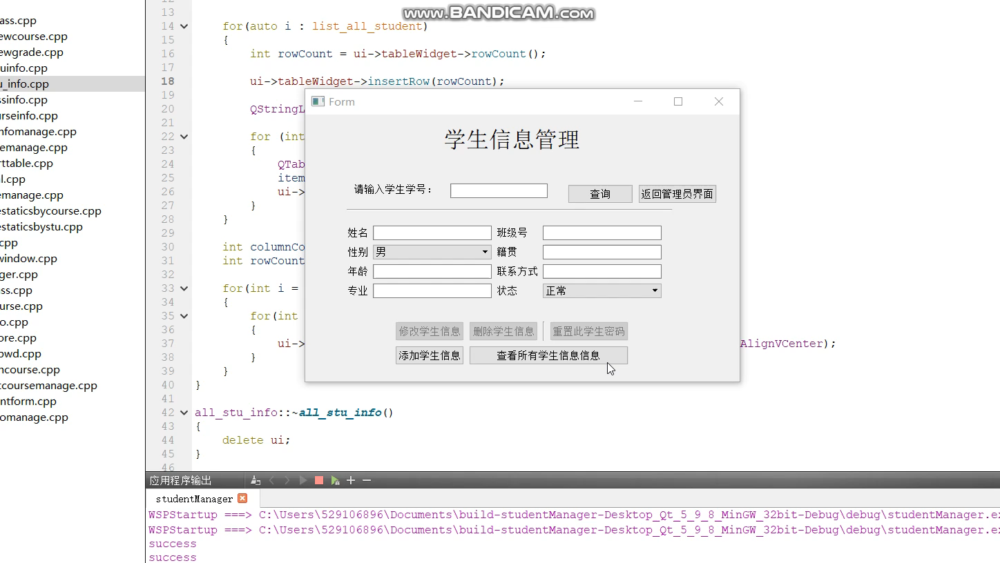 www.BANDICAM.com
ass.cpp
ewcourse.cpp
ewgrade.cpp
uinfo.cpp
u_info.cpp
ssinfo.cpp
urseinfo.cpp
nfomanage.cpp
emanage.cpp
rttable.cpp
l.cpp
emanage.cpp
estaticsbycourse.cpp
estaticsbystu.cpp
.cpp
window.cpp
ger.cpp
ass.cpp
urse.cpp
o.cpp
ore.cpp
pwd.cpp
ncourse.cpp
tcoursemanage.cpp
entform.cpp
omanage.cpp
13
14 for(auto i : list_all_student)
15 {
16 int rowCount = ui->tableWidget->rowCount();
17
18 ui->tableWidget->insertRow(rowCount);
19
20 QStringL
21
22 for (int
23 {
24 QTab
25 item
26 ui->
27 }
28 }
29
30 int columnCo
31 int rowCount
32
33 for(int i =
34 {
35 for(int
36 {
37 ui-> AlignVCenter);
38 }
39 }
40 }
41
42 all_stu_info::~all_stu_info()
43 {
44 delete ui;
45 }
46
Form
学生信息管理
请输入学生学号： 查询 返回管理员界面
姓名 班级号
性别 男 籍贯
年龄 联系方式
专业 状态 正常
修改学生信息 删除学生信息 重置此学生密码
添加学生信息 查看所有学生信息信息
应用程序输出
studentManager
WSPStartup ===> C:\Users\529106896\Documents\build-studentManager-Desktop_Qt_5_9_8_MinGW_32bit-Debug\debug\studentManager.ex
WSPStartup ===> C:\Users\529106896\Documents\build-studentManager-Desktop_Qt_5_9_8_MinGW_32bit-Debug\debug\studentManager.ex
success
success